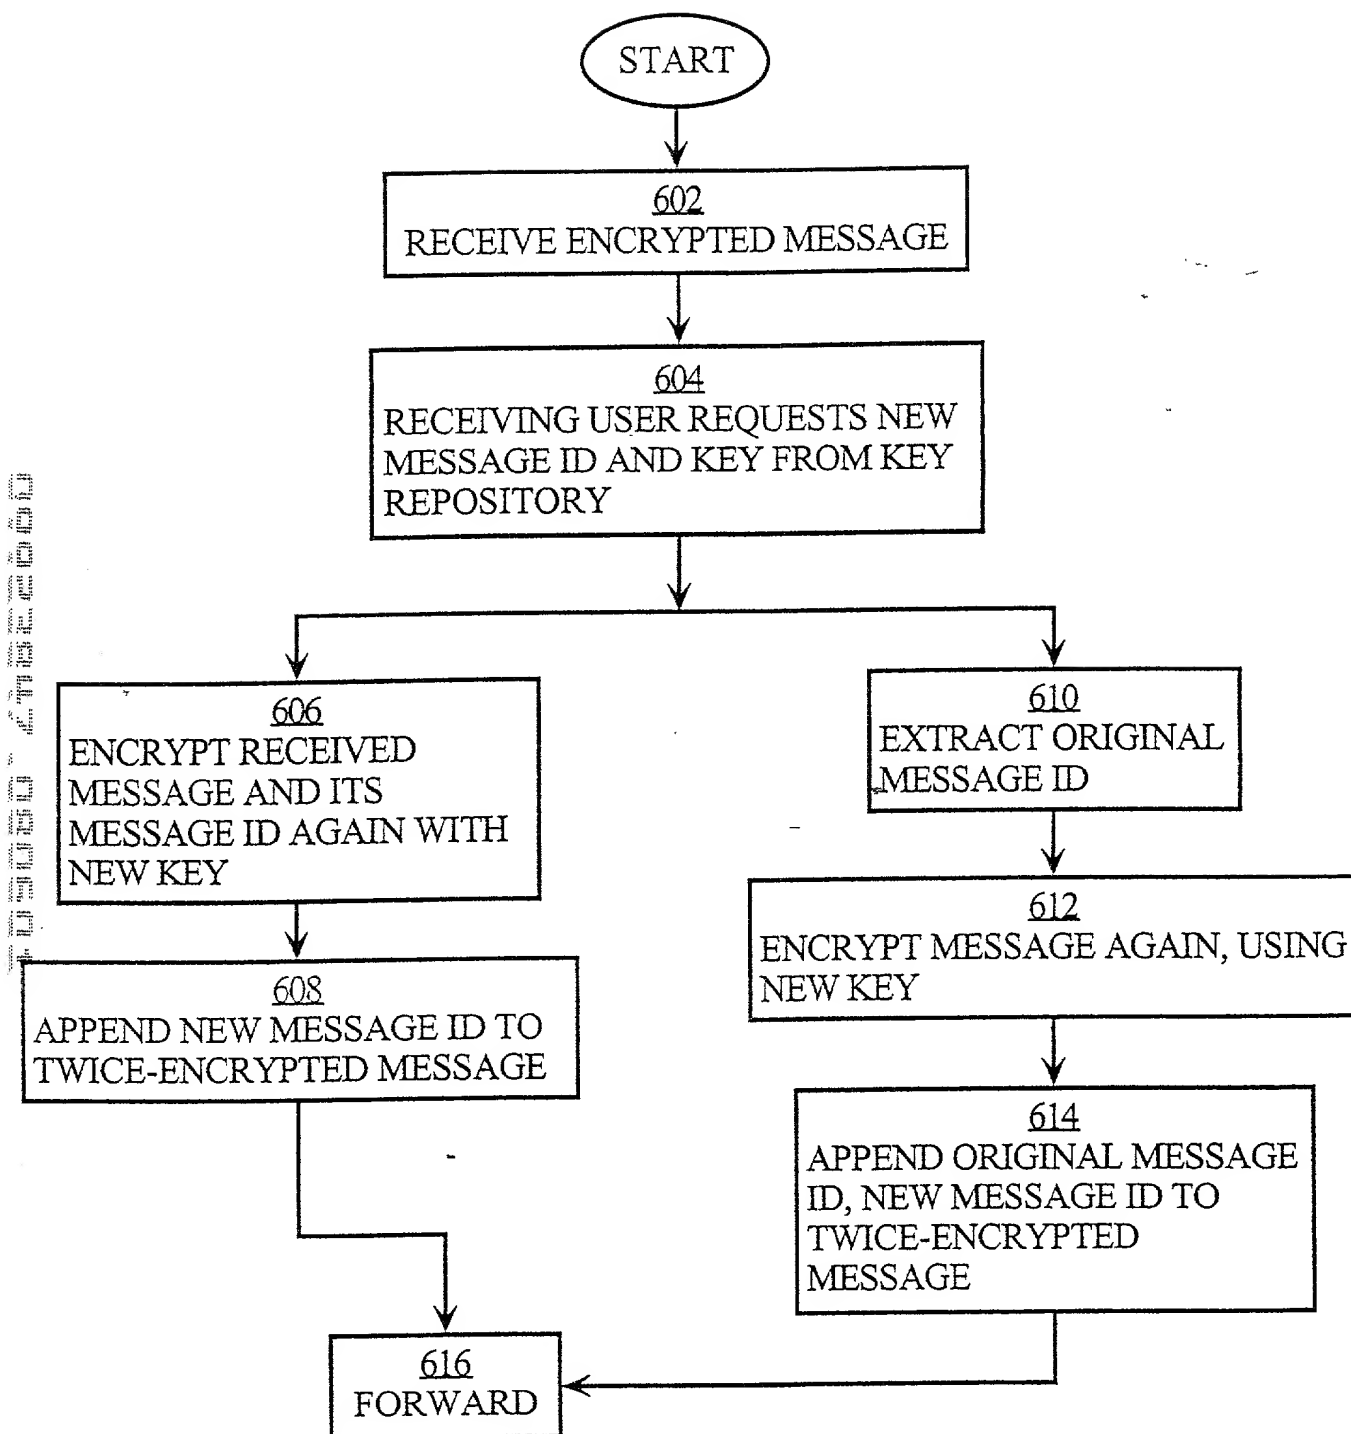 START
602
RECEIVE ENCRYPTED MESSAGE
604
RECEIVING USER REQUESTS NEW
MESSAGE ID AND KEY FROM KEY
REPOSITORY
606
ENCRYPT RECEIVED
MESSAGE AND ITS
MESSAGE ID AGAIN WITH
NEW KEY
608
APPEND NEW MESSAGE ID TO
TWICE-ENCRYPTED MESSAGE
610
EXTRACT ORIGINAL
MESSAGE ID
612
ENCRYPT MESSAGE AGAIN, USING
NEW KEY
614
APPEND ORIGINAL MESSAGE
ID, NEW MESSAGE ID TO
TWICE-ENCRYPTED
MESSAGE
616
FORWARD